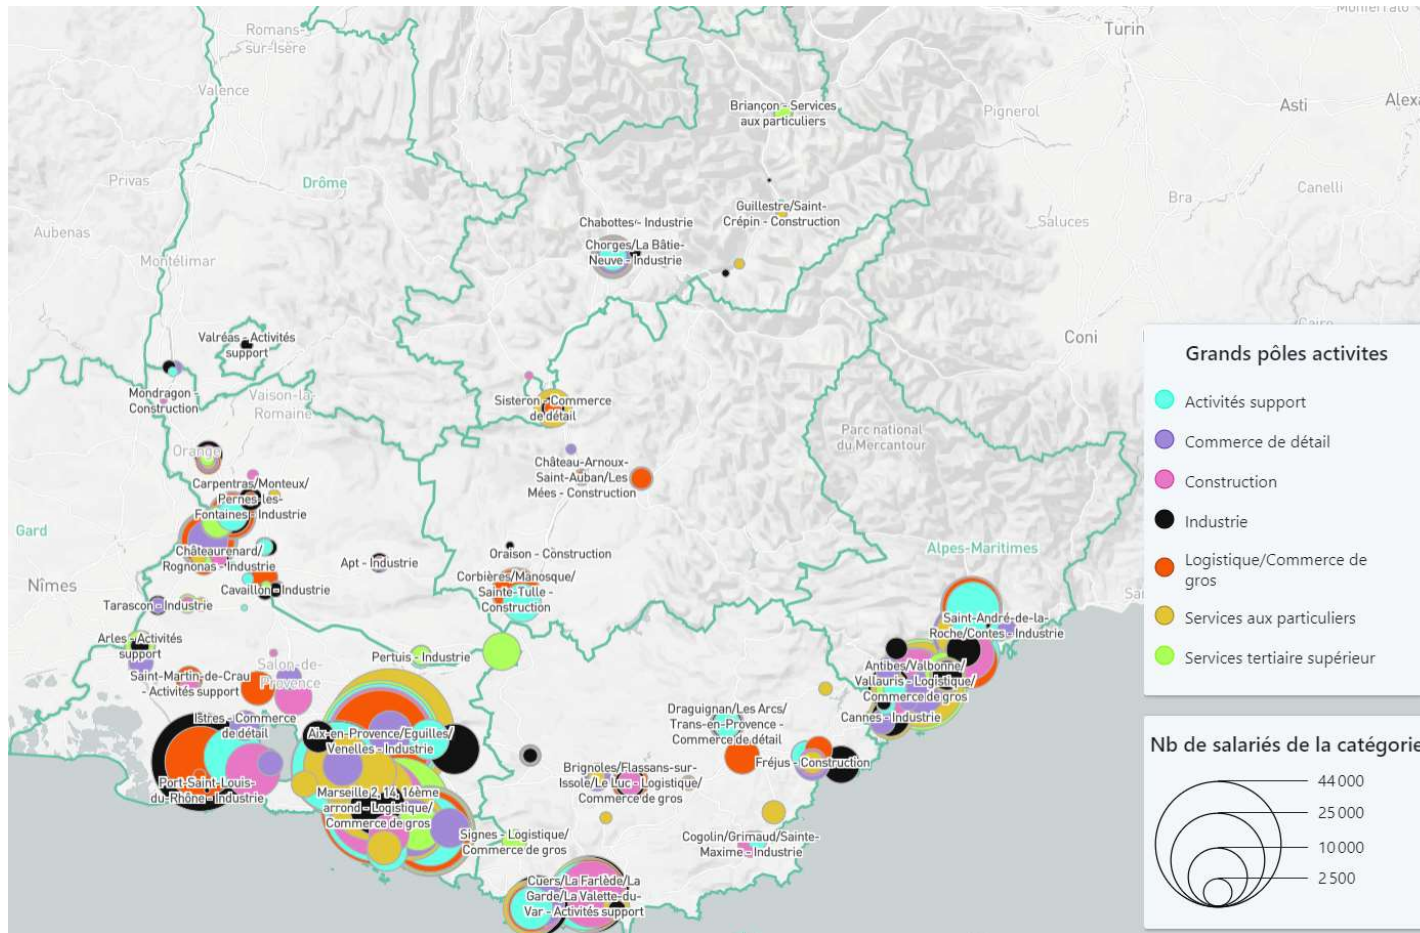 Romans-
sur-Isère
Turin
Monferrato
Valence
Asti
Alexa
Briançon - Services
aux particuliers
Pignerol
Privas
Drôme
Canelli
Bra
Guillestre/Saint-
Crépin - Construction
Saluces
Aubenas
Chabottes - Industrie
Chorges/La Bâtie-
Neuve - Industrie
Montélimar
Coni
Valréas - Activités
support
Mondragon -
Construction
Vaison-la-
Romaine
Sisteron - Commerce
de détail
Parc national
du Mercantour
Orange
Château-Arnoux-
Saint-Auban/Les
Mées - Construction
Carpentras/Monteux/
Pernes-les-
Fontaines - Industrie
Gard
Alpes-Maritimes
Châteaurenard/
Rognonas - Industrie
Apt - Industrie
Oraison - Construction
Nîmes
Cavaillon - Industrie
Corbières/Manosque/
Sainte-Tulle -
Construction
Tarascon - Industrie
Saint-André-de-la-
Roche/Contes - Industrie
Arles - Activités
support
Pertuis - Industrie
Saint-Martin-de-Crau
- Activités support
Salon-de-
Provence
Antibes/Valbonne/
Vallauris - Logistique/
Commerce de gros
Cannes - Industrie
Istres - Commerce
de détail
Aix-en-Provence/Eguilles/
Venelles - Industrie
Draguignan/Les Arcs/
Trans-en-Provence -
Commerce de détail
Fréjus - Construction
Port-Saint-Louis-
du-Rhône - Industrie
Brignoles/Flassans-sur-
Issole/Le Luc - Logistique/
Commerce de gros
Marseille 2, 14, 16ème
arrond - Logistique/
Commerce de gros
Signes - Logistique/
Commerce de gros
Cogolin/Grimaud/Sainte-
Maxime - Industrie
Cuers/La Farlède/La
Garde/La Valette-du-
Var - Activités support
Grands pôles activites
Activités support
Commerce de détail
Construction
Industrie
Logistique/Commerce de
gros
Services aux particuliers
Services tertiaire supérieur
Nb de salariés de la catégorie
44 000
25 000
10 000
2 500